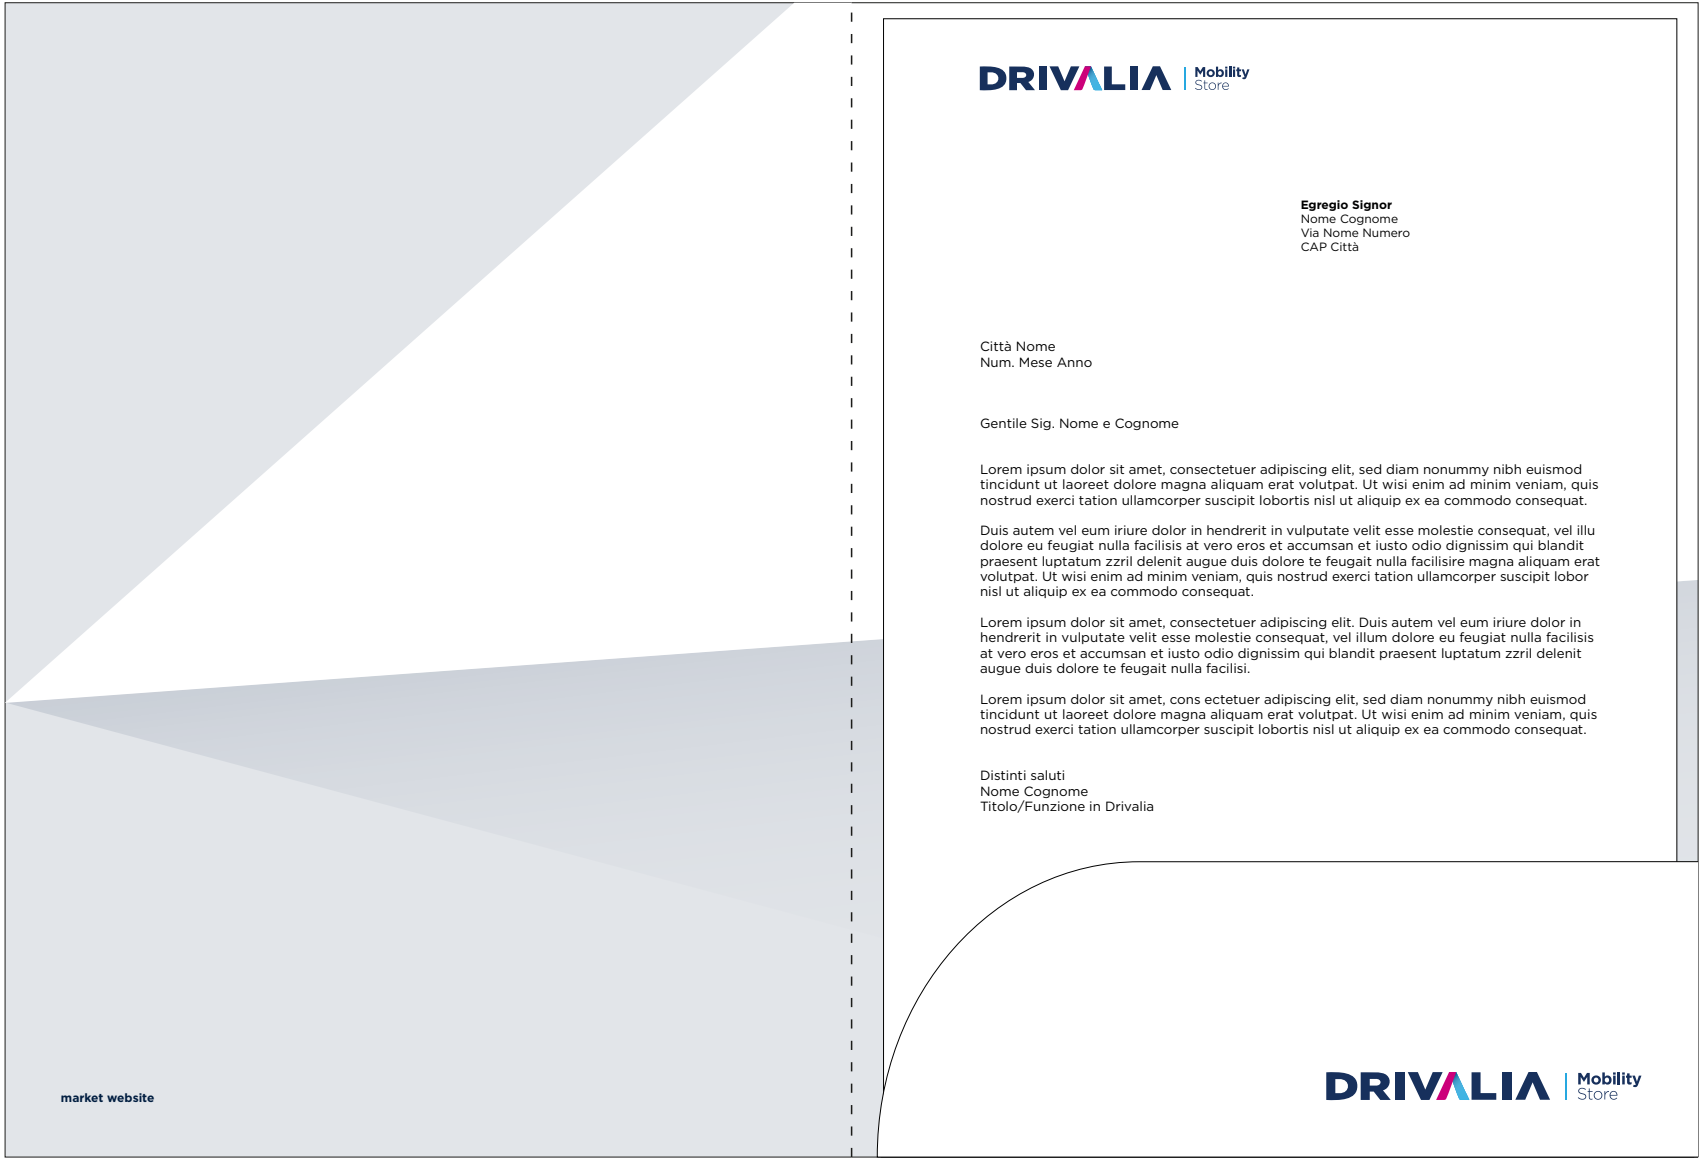 DRIVALIA Mobility
Store
Egregio Signor
Nome Cognome
Via Nome Numero
CAP Città
Città Nome
Num. Mese Anno
Gentile Sig. Nome e Cognome
Lorem ipsum dolor sit amet, consectetuer adipiscing elit, sed diam nonummy nibh euismod
tincidunt ut laoreet dolore magna aliquam erat volutpat. Ut wisi enim ad minim veniam, quis
nostrud exerci tation ullamcorper suscipit lobortis nisl ut aliquip ex ea commodo consequat.
Duis autem vel eum iriure dolor in hendrerit in vulputate velit esse molestie consequat, vel illu
dolore eu feugiat nulla facilisis at vero eros et accumsan et iusto odio dignissim qui blandit
praesent luptatum zzril delenit augue duis dolore te feugait nulla facilisire magna aliquam erat
volutpat. Ut wisi enim ad minim veniam, quis nostrud exerci tation ullamcorper suscipit lobor
nisl ut aliquip ex ea commodo consequat.
Lorem ipsum dolor sit amet, consectetuer adipiscing elit. Duis autem vel eum iriure dolor in
hendrerit in vulputate velit esse molestie consequat, vel illum dolore eu feugiat nulla facilisis
at vero eros et accumsan et iusto odio dignissim qui blandit praesent luptatum zzril delenit
augue duis dolore te feugait nulla facilisi.
Lorem ipsum dolor sit amet, cons ectetuer adipiscing elit, sed diam nonummy nibh euismod
tincidunt ut laoreet dolore magna aliquam erat volutpat. Ut wisi enim ad minim veniam, quis
nostrud exerci tation ullamcorper suscipit lobortis nisl ut aliquip ex ea commodo consequat.
Distinti saluti
Nome Cognome
Titolo/Funzione in Drivalia
market website
DRIVALIA Mobility
Store